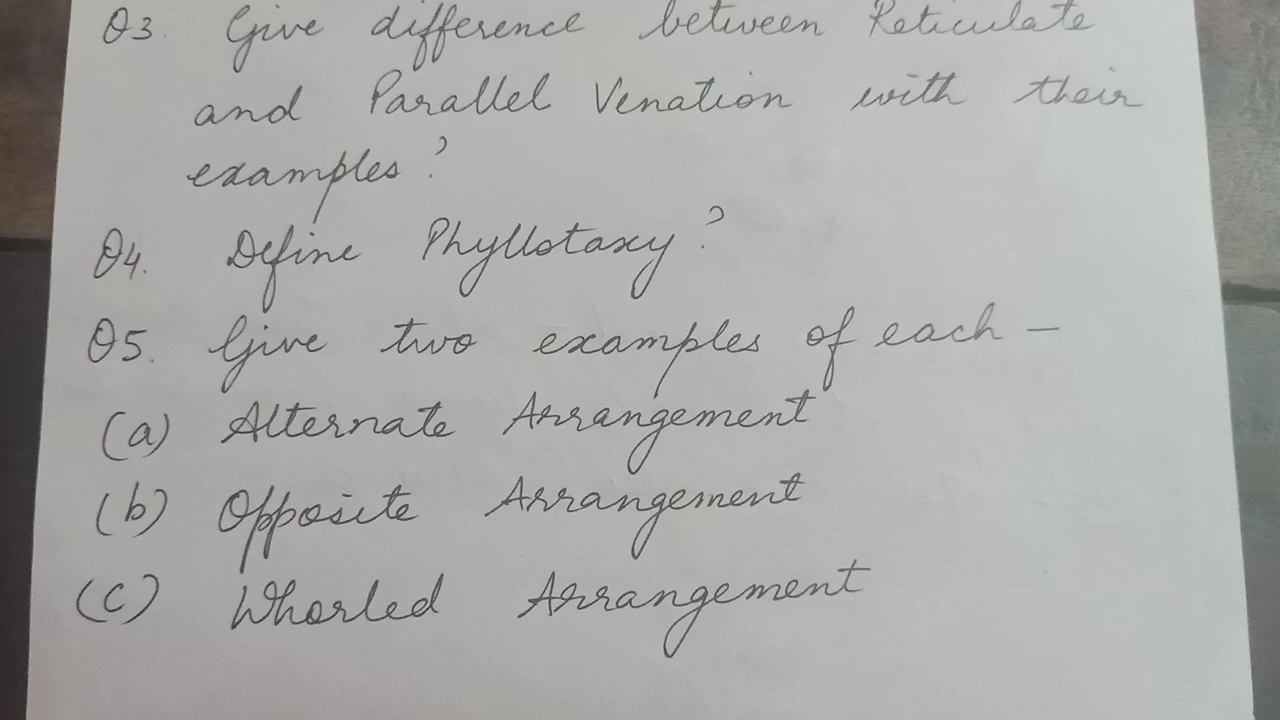 Q3. Give difference between Reticulate
and Parallel Venation with their
examples?
Q4. Define Phyllotaxy?
Q5. Give two examples of each -
(a) Alternate Arrangement
(b) Opposite Arrangement
(c) Whorled Arrangement